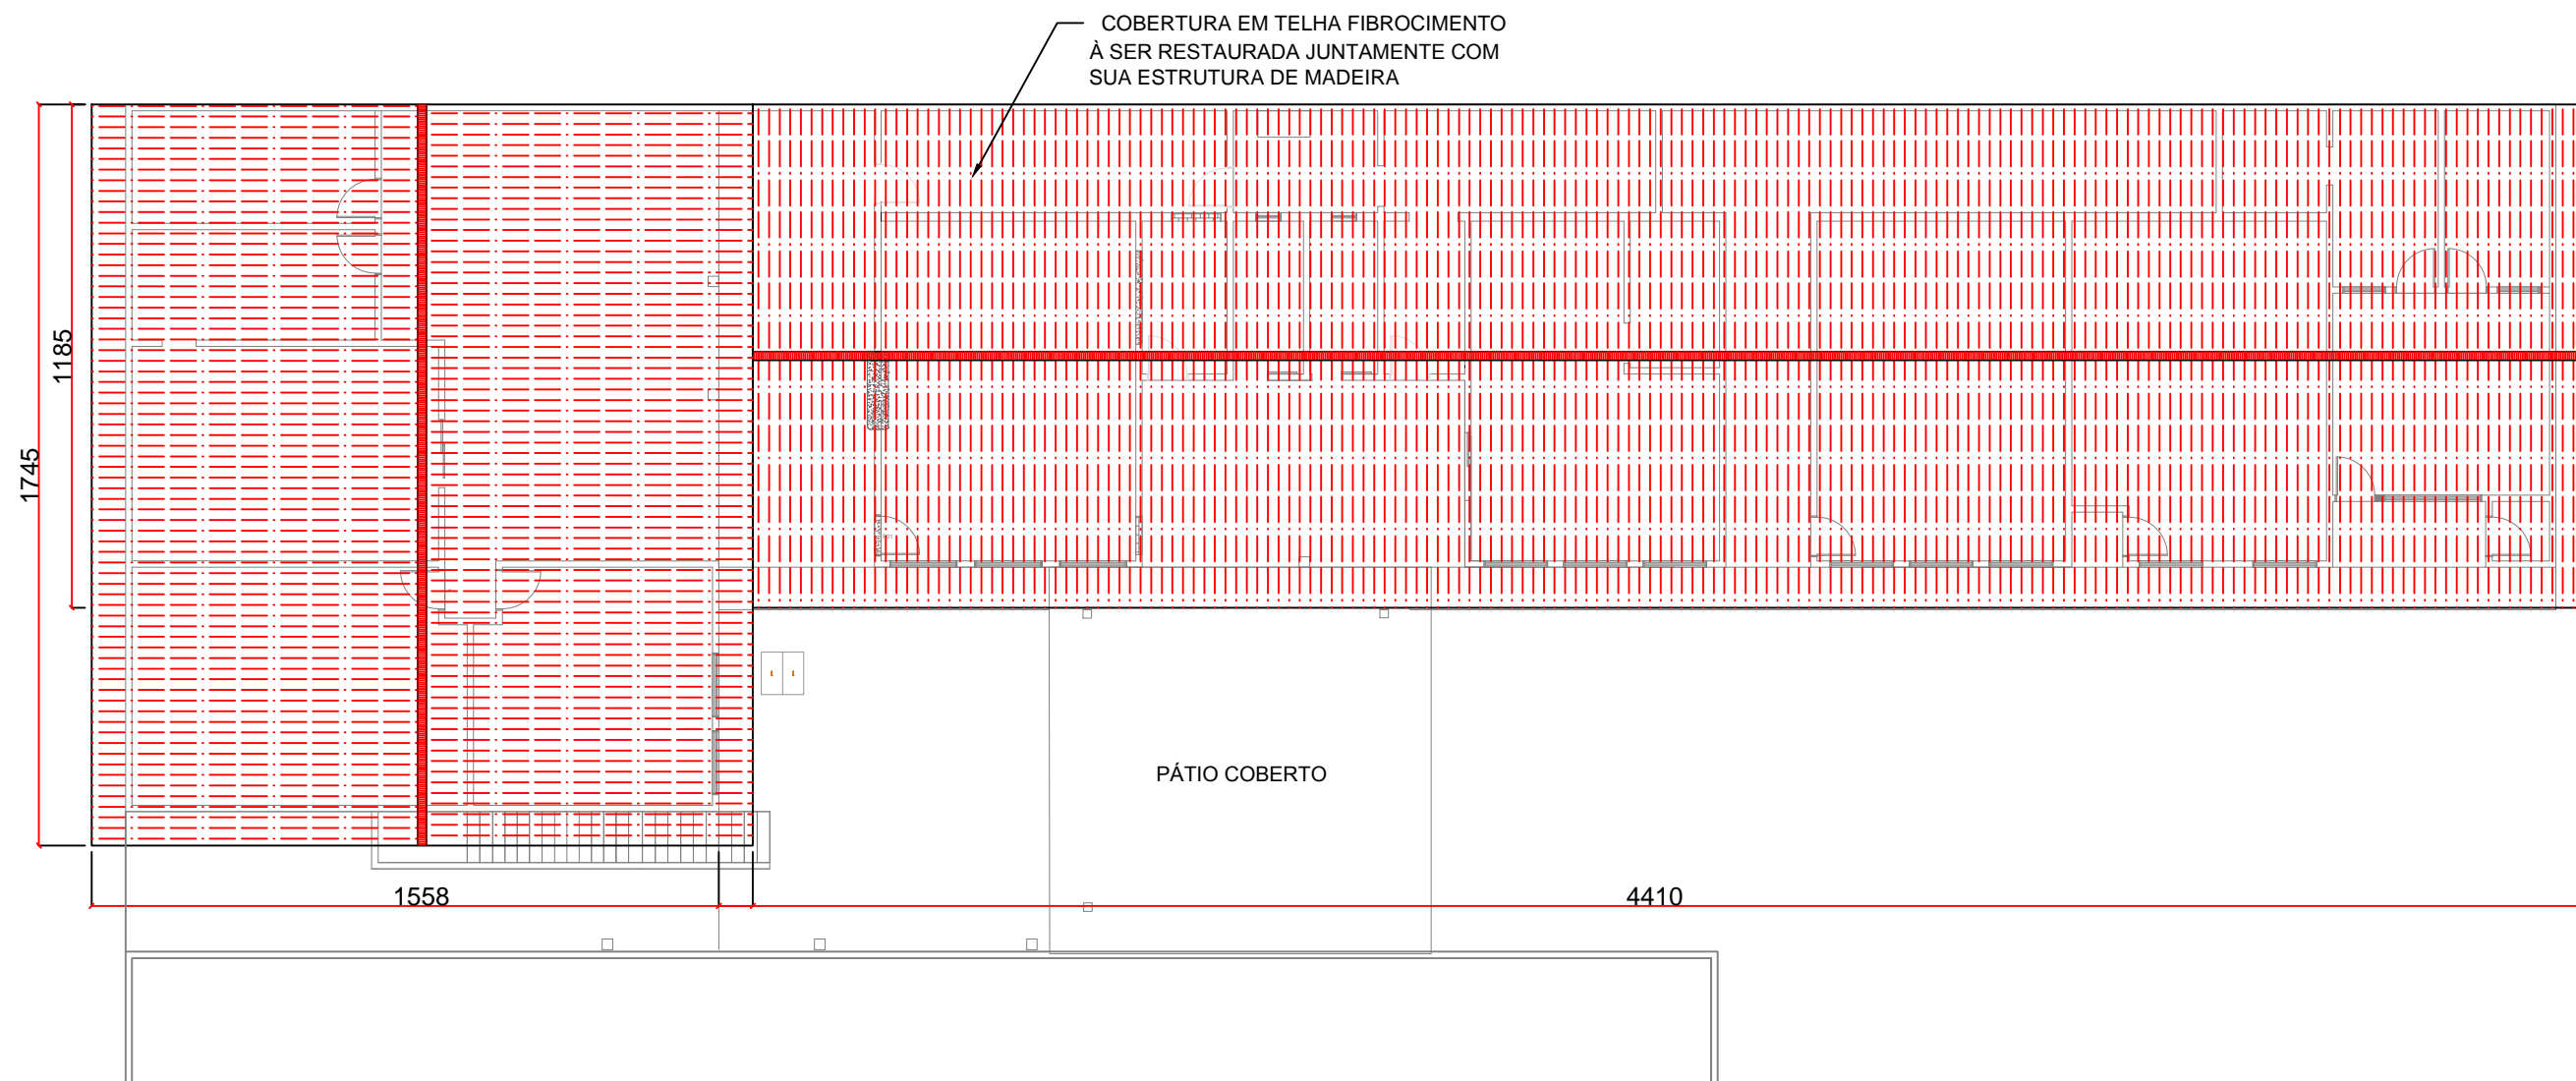 COBERTURA EM TELHA FIBROCIMENTO
À SER RESTAURADA JUNTAMENTE COM
SUA ESTRUTURA DE MADEIRA
1185
1745
PÁTIO COBERTO
1558
4410